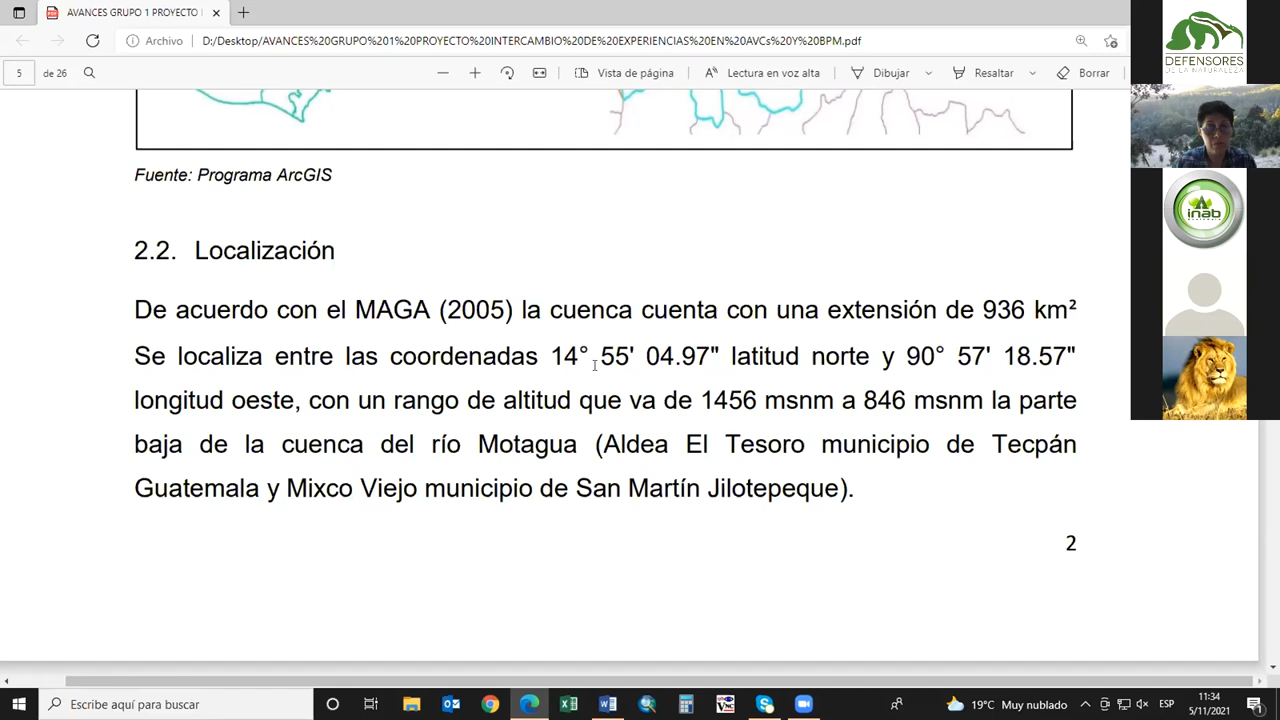 AVANCES GRUPO 1 PROYECTO
Archivo
D:/Desktop/AVANCES%20GRUPO%201%20PROYECTO%20INTERCAMBIO%20DE%20EXPERIENCIAS%20EN%20AVCs%20Y%20BPM.pdf
5 de 26
Vista de página
Lectura en voz alta
Dibujar
Resaltar
Borrar
DEFENSORES
DE LA NATURALEZA
inab
Fuente: Programa ArcGIS
2.2. Localización
De acuerdo con el MAGA (2005) la cuenca cuenta con una extensión de 936 km²
Se localiza entre las coordenadas 14° 55' 04.97" latitud norte y 90° 57' 18.57"
longitud oeste, con un rango de altitud que va de 1456 msnm a 846 msnm la parte
baja de la cuenca del río Motagua (Aldea El Tesoro municipio de Tecpán
Guatemala y Mixco Viejo municipio de San Martín Jilotepeque).
2
Escribe aquí para buscar
19°C Muy nublado
ESP
11:34
5/11/2021